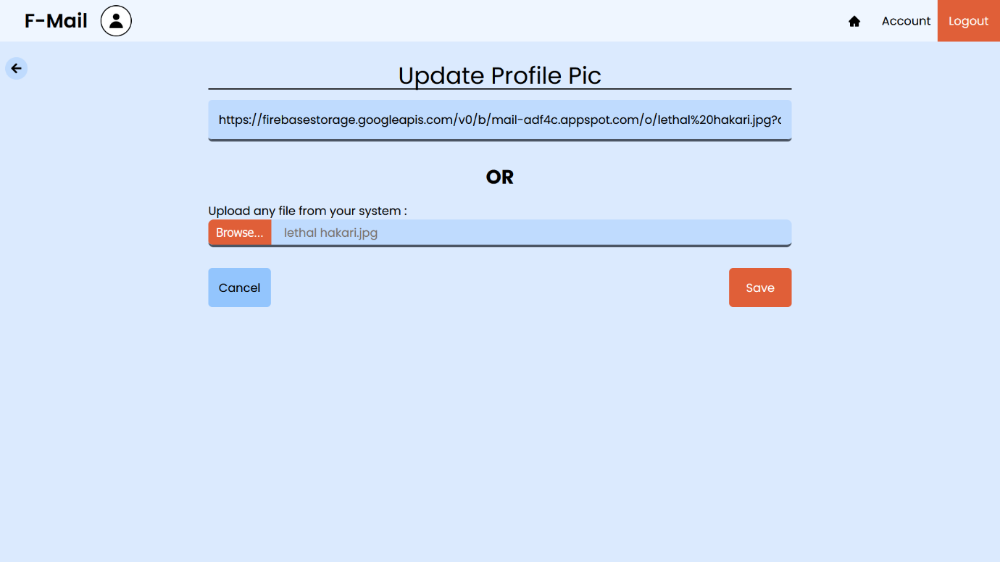 F-Mail
Account
Logout
Update Profile Pic
https://firebasestorage.googleapis.com/v0/b/mail-adf4c.appspot.com/o/lethal%20hakari.jpg?
OR
Upload any file from your system :
Browse... lethal hakari.jpg
Cancel
Save